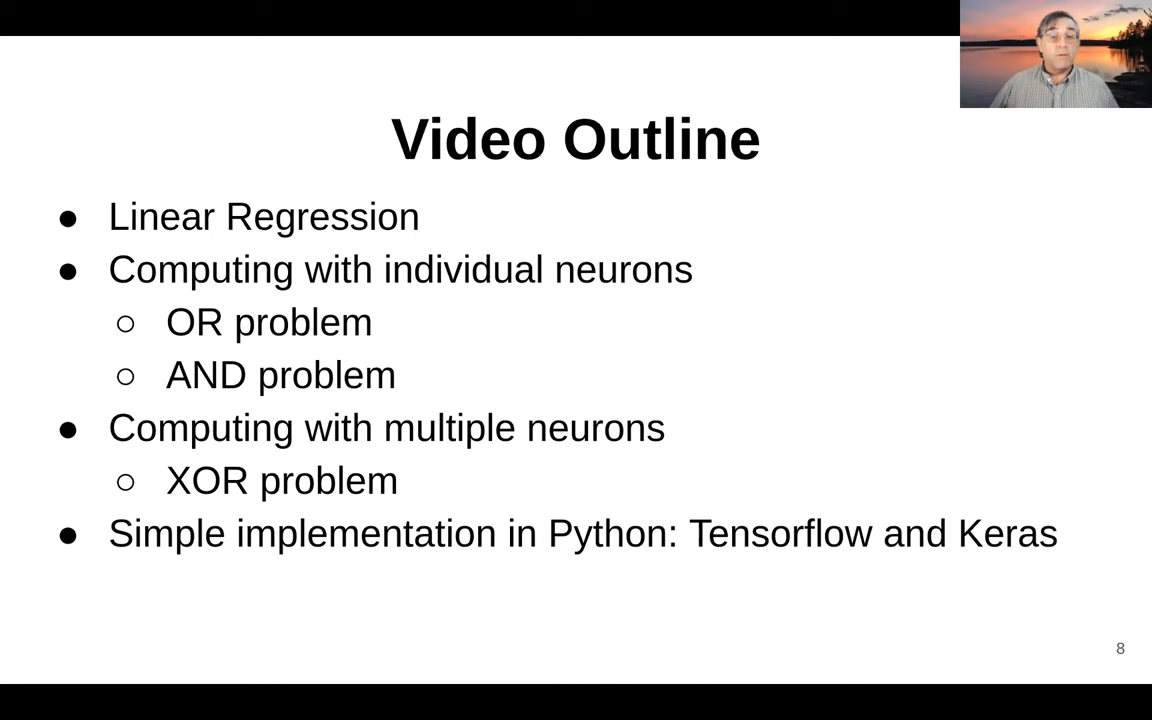 Video Outline
● Linear Regression
● Computing with individual neurons
○ OR problem
○ AND problem
● Computing with multiple neurons
○ XOR problem
● Simple implementation in Python: Tensorflow and Keras
8